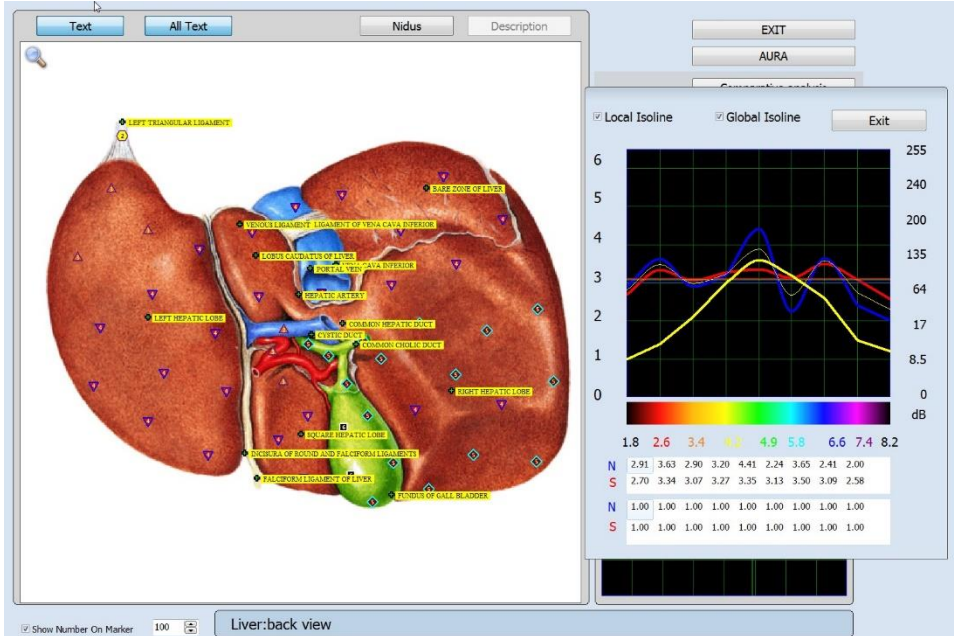 Text All Text Nidus Description
EXIT
AURA
Comparative analysis
Local Isoline Global Isoline Exit
LEFT TRIANGULAR LIGAMENT
BARE ZONE OF LIVER
VENOUS LIGAMENT LIGAMENT OF VENA CAVA INFERIOR
LOBUS CAUDATUS OF LIVER
VENA CAVA INFERIOR
PORTAL VEIN
HEPATIC ARTERY
LEFT HEPATIC LOBE
COMMON HEPATIC DUCT
CYSTIC DUCT
COMMON CHOLIC DUCT
RIGHT HEPATIC LOBE
SQUARE HEPATIC LOBE
INCISURA OF ROUND AND FALCIFORM LIGAMENTS
FALCIFORM LIGAMENT OF LIVER
FUNDUS OF GALL BLADDER
6 255
5 240
4 200
135
3 64
2 17
1 8.5
0 0
dB
1.8 2.6 3.4 4.2 4.9 5.8 6.6 7.4 8.2
N 2.91 3.63 2.90 3.20 4.41 2.24 3.65 2.41 2.00
S 2.70 3.34 3.07 3.27 3.35 3.13 3.50 3.09 2.58
N 1.00 1.00 1.00 1.00 1.00 1.00 1.00 1.00 1.00
S 1.00 1.00 1.00 1.00 1.00 1.00 1.00 1.00 1.00
Show Number On Marker 100
Liver:back view